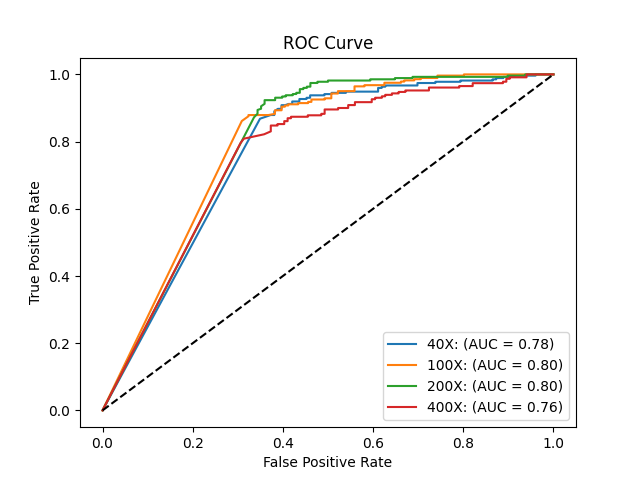 ROC Curve
True Positive Rate
1.0
0.8
0.6
0.4
0.2
0.0
0.0 0.2 0.4 0.6 0.8 1.0
False Positive Rate
40X: (AUC = 0.78)
100X: (AUC = 0.80)
200X: (AUC = 0.80)
400X: (AUC = 0.76)